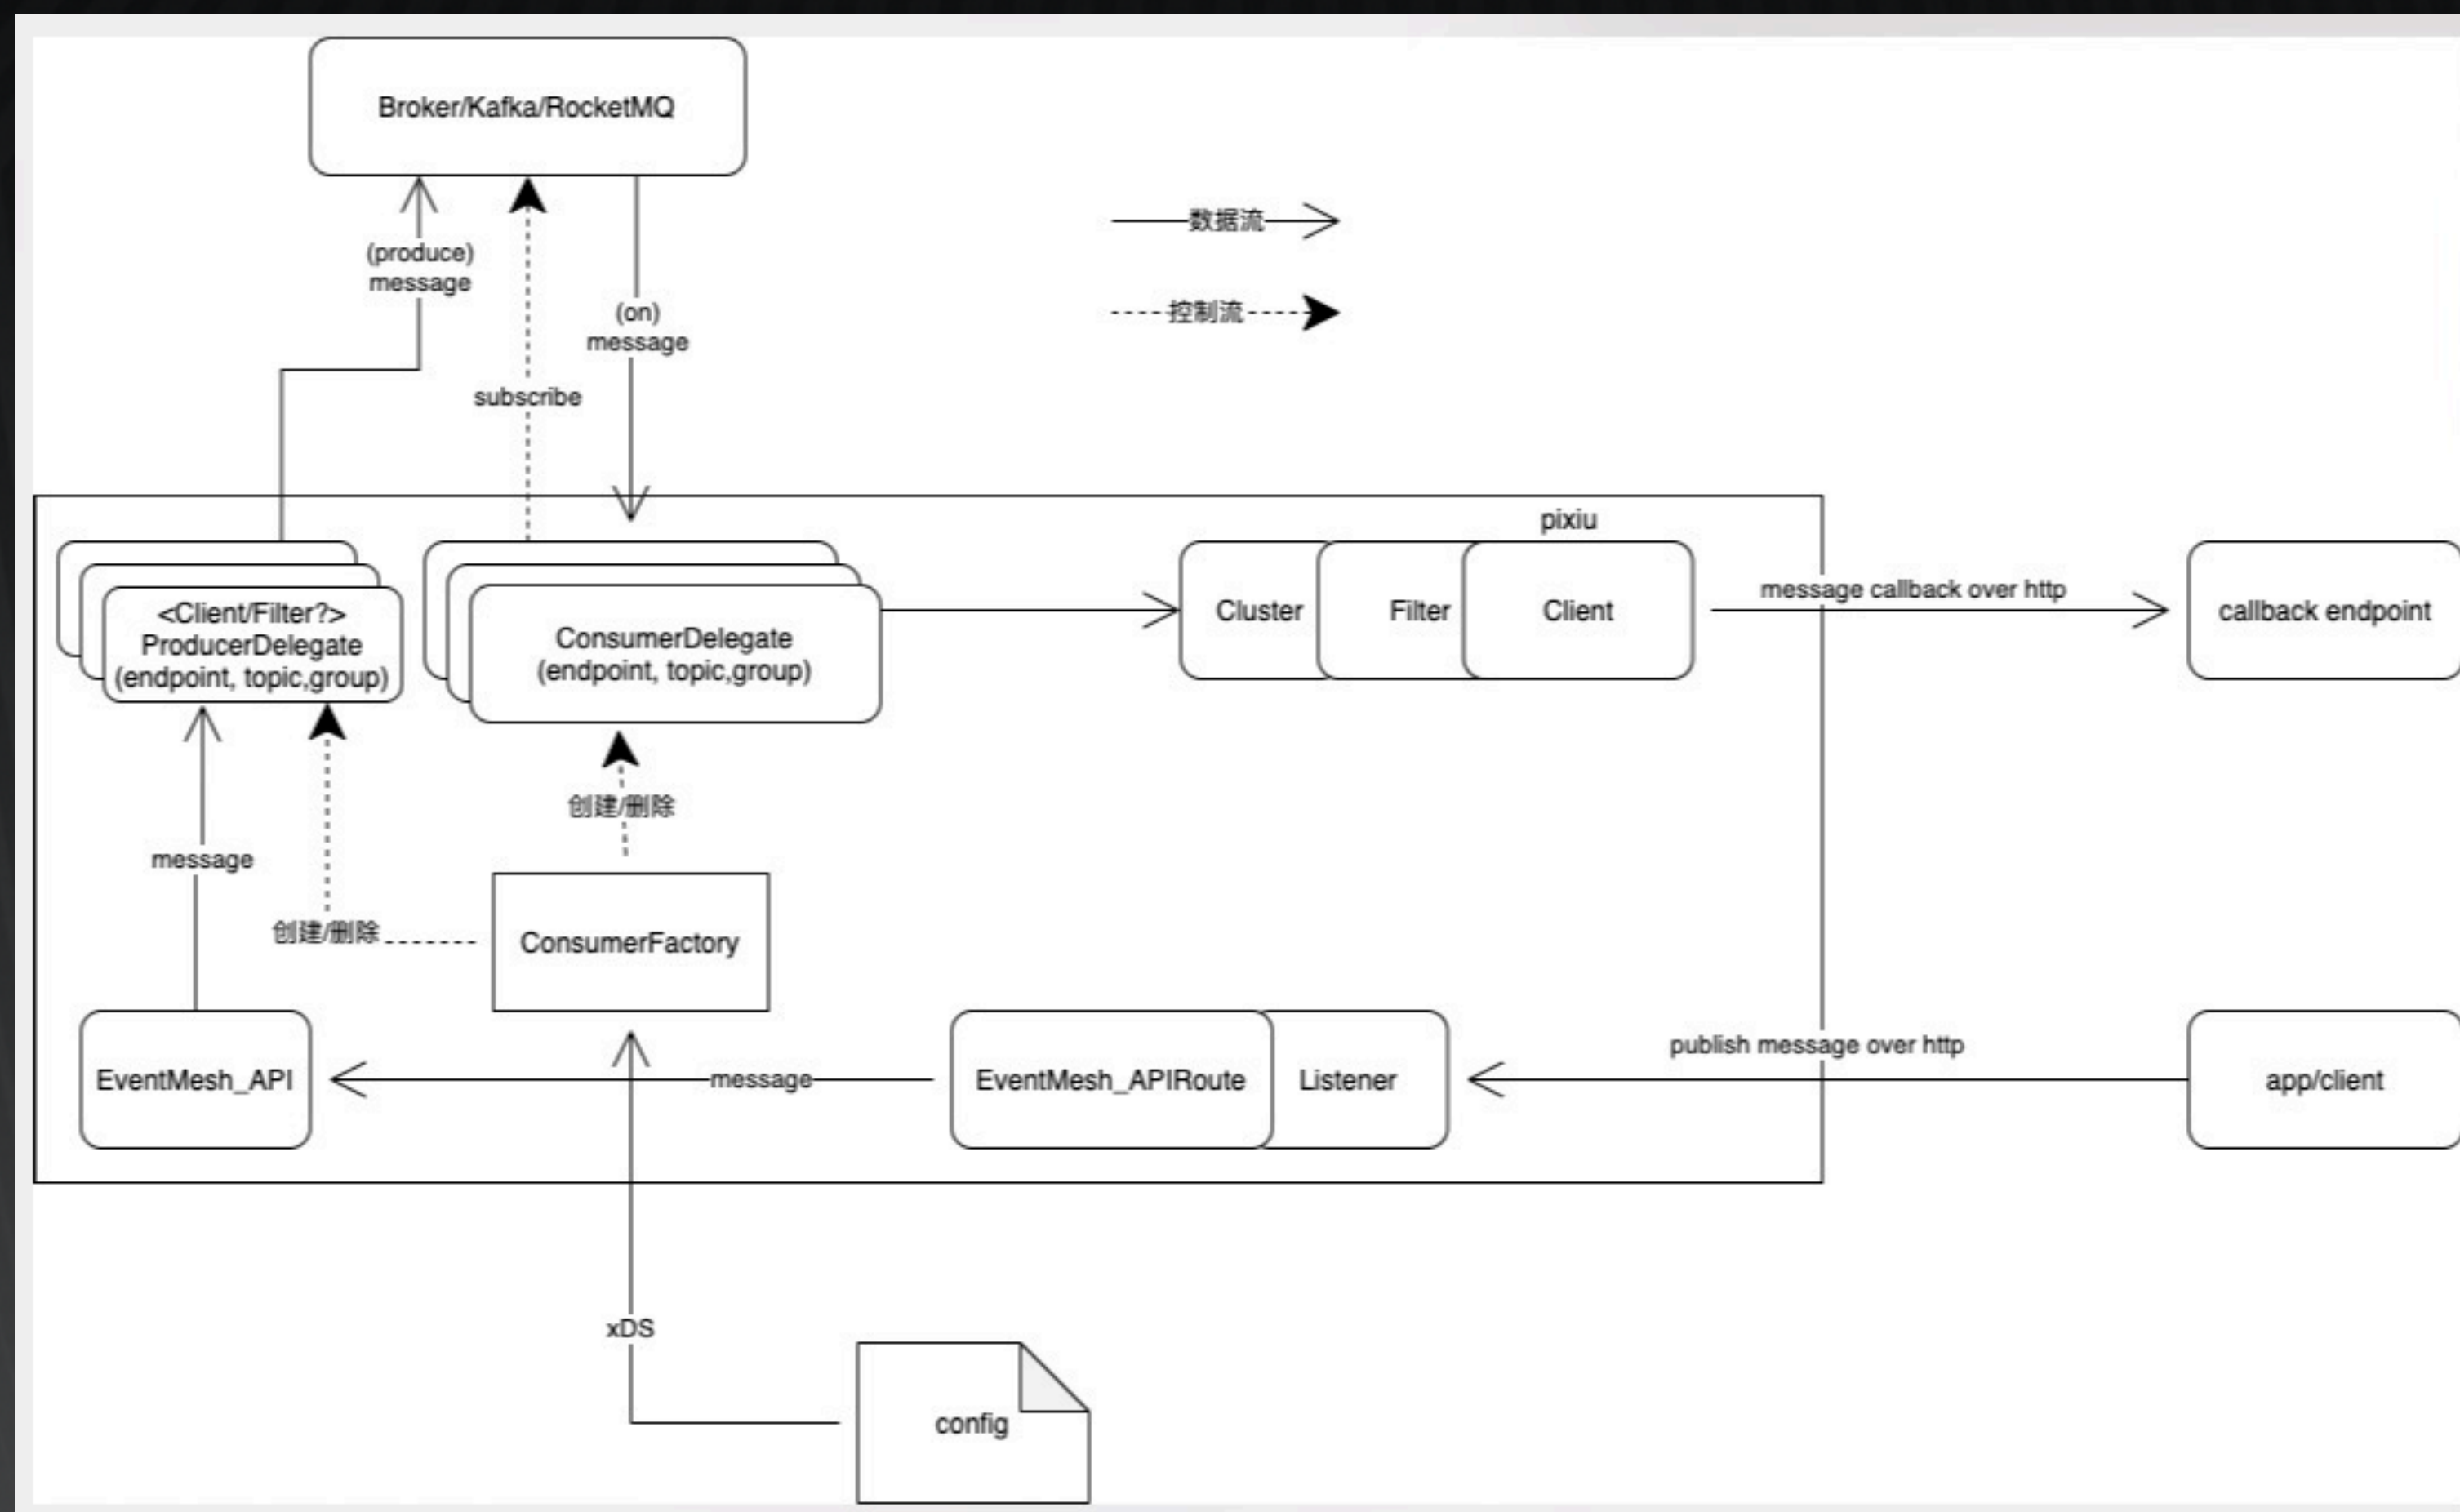 Broker/Kafka/RocketMQ
数据流
(produce)
message
控制流
(on)
message
subscribe
pixiu
<Client/Filter?>
ProducerDelegate
(endpoint, topic,group)
ConsumerDelegate
(endpoint, topic,group)
Cluster
Filter
Client
message callback over http
callback endpoint
创建/删除
message
创建/删除
ConsumerFactory
EventMesh_API
message
EventMesh_APIRoute
Listener
publish message over http
app/client
xDS
config